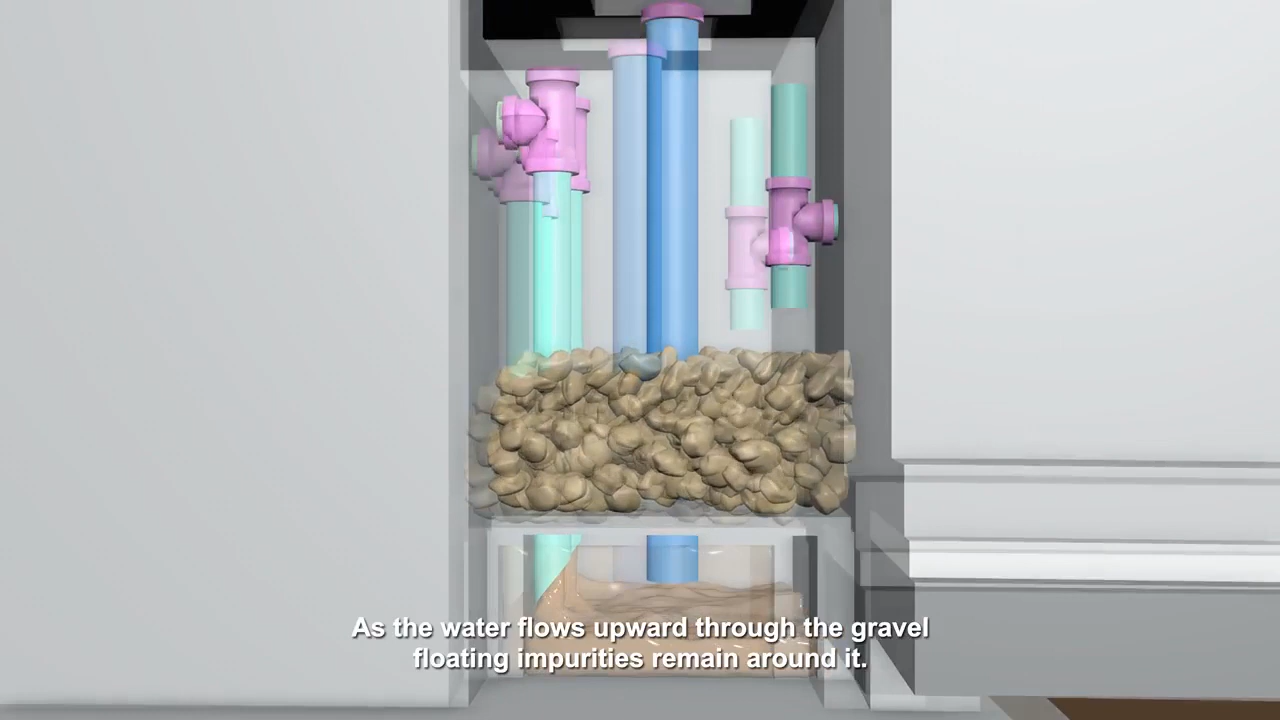 As the water flows upward through the gravel
floating impurities remain around it.